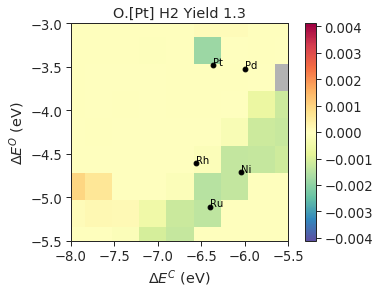 O.[Pt] H2 Yield 1.3
−3.0
−3.5
−4.0
−4.5
−5.0
−5.5
ΔE^O (eV)
Pt
Pd
Rh
Ni
Ru
−8.0 −7.5 −7.0 −6.5 −6.0 −5.5
ΔE^C (eV)
0.004
0.003
0.002
0.001
0.000
−0.001
−0.002
−0.003
−0.004